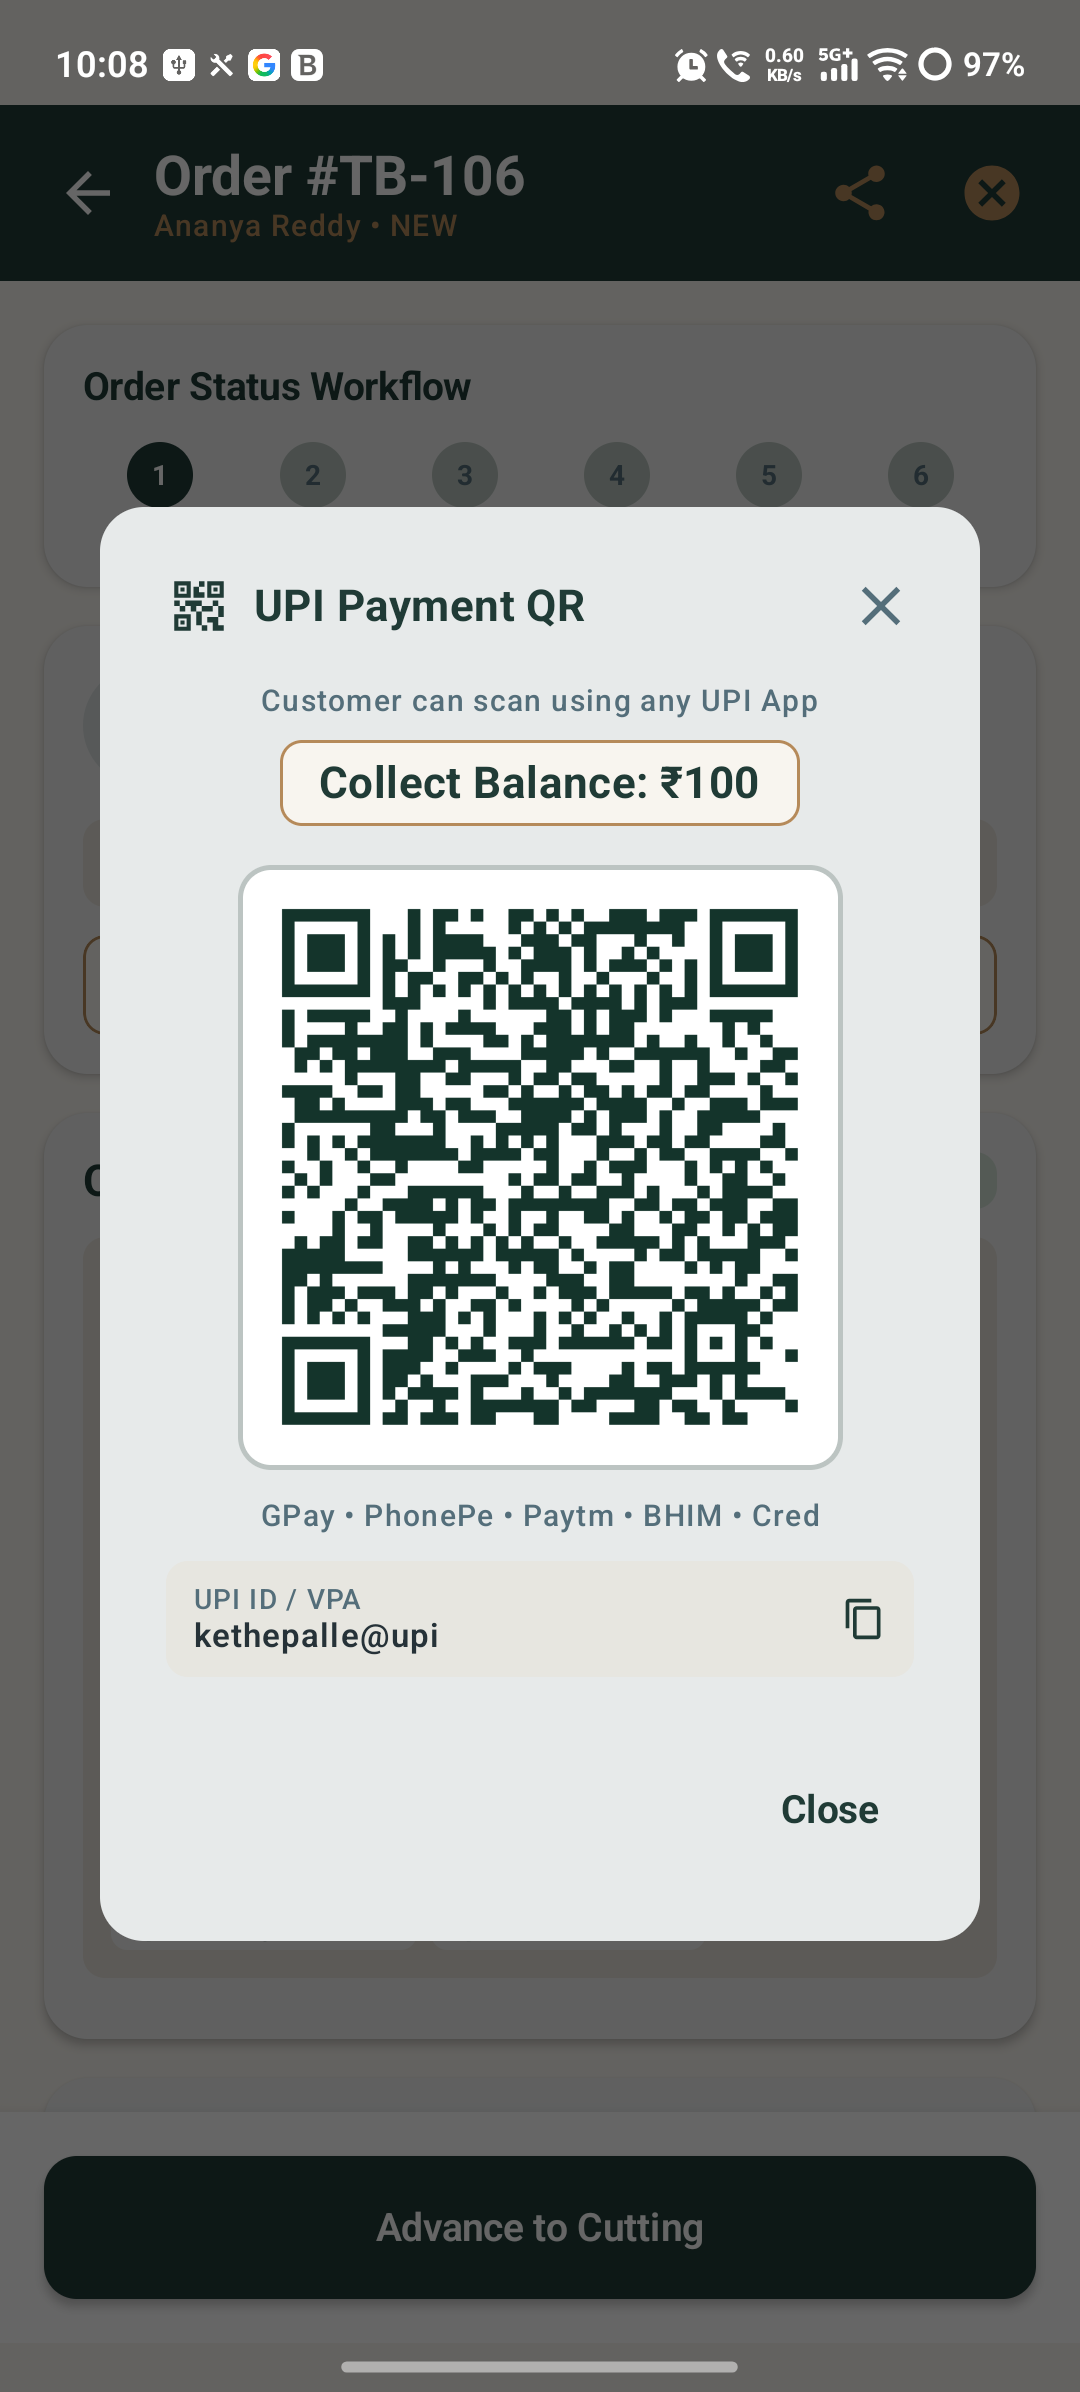 10:08
0.60
KB/s
5G+
97%
Order #TB-106
Ananya Reddy • NEW
Order Status Workflow
1 2 3 4 5 6
UPI Payment QR
Customer can scan using any UPI App
Collect Balance: ₹100
GPay • PhonePe • Paytm • BHIM • Cred
UPI ID / VPA
kethepalle@upi
Close
Advance to Cutting